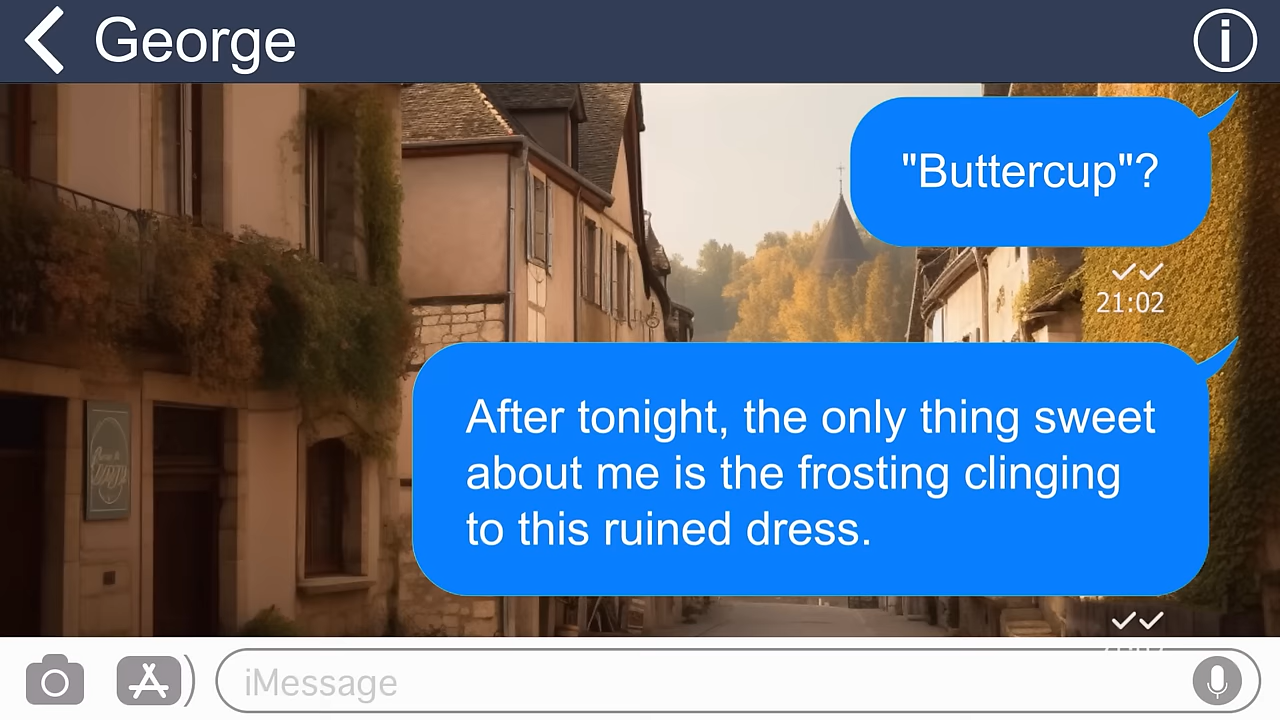 George
"Buttercup"?
21:02
After tonight, the only thing sweet
about me is the frosting clinging
to this ruined dress.
iMessage